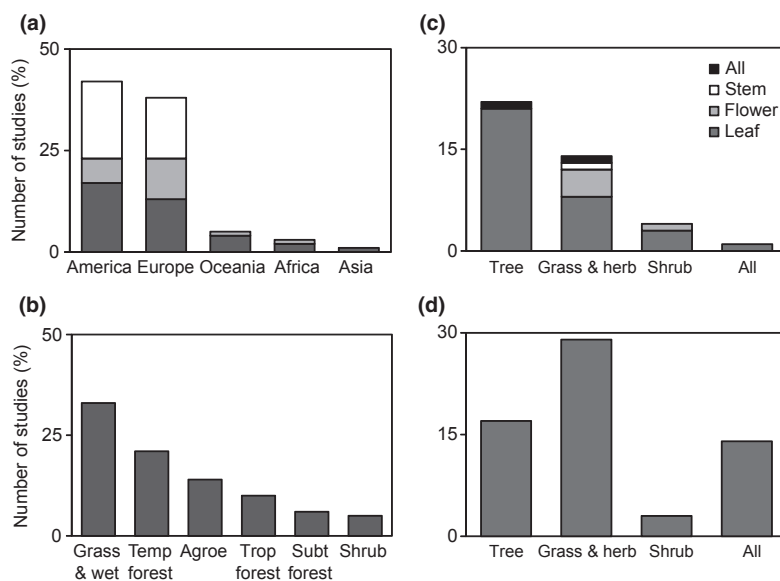 (a)
Number of studies (%)
50
25
0
America Europe Oceania Africa Asia
(b)
Number of studies (%)
50
25
0
Grass & wet
Temp forest
Agroe
Trop forest
Subt forest
Shrub
(c)
30
15
0
All
Stem
Flower
Leaf
Tree Grass & herb Shrub All
(d)
30
15
0
Tree Grass & herb Shrub All